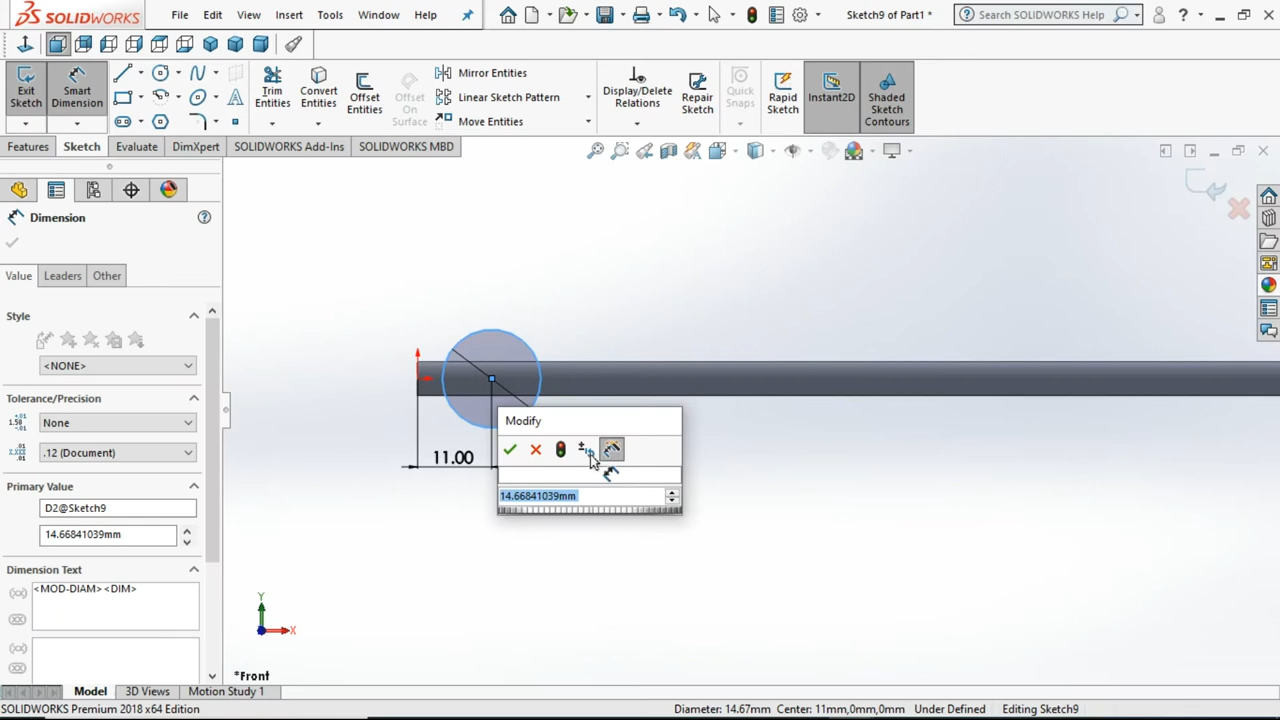 SOLIDWORKS
File
Edit
View
Insert
Tools
Window
Help
Sketch9 of Part1 *
Search SOLIDWORKS Help
?
Exit Sketch
Smart Dimension
Trim Entities
Convert Entities
Offset Entities
Offset On Surface
Mirror Entities
Linear Sketch Pattern
Move Entities
Display/Delete Relations
Repair Sketch
Quick Snaps
Rapid Sketch
Instant2D
Shaded Sketch Contours
Features
Sketch
Evaluate
DimXpert
SOLIDWORKS Add-Ins
SOLIDWORKS MBD
Dimension
?
Value
Leaders
Other
Style
<NONE>
Tolerance/Precision
None
.12 (Document)
Primary Value
D2@Sketch9
14.66841039mm
Dimension Text
<MOD-DIAM><DIM>
11.00
Modify
14.66841039mm
Y
X
*Front
Model
3D Views
Motion Study 1
SOLIDWORKS Premium 2018 x64 Edition
Diameter: 14.67mm
Center: 11mm,0mm,0mm
Under Defined
Editing Sketch9